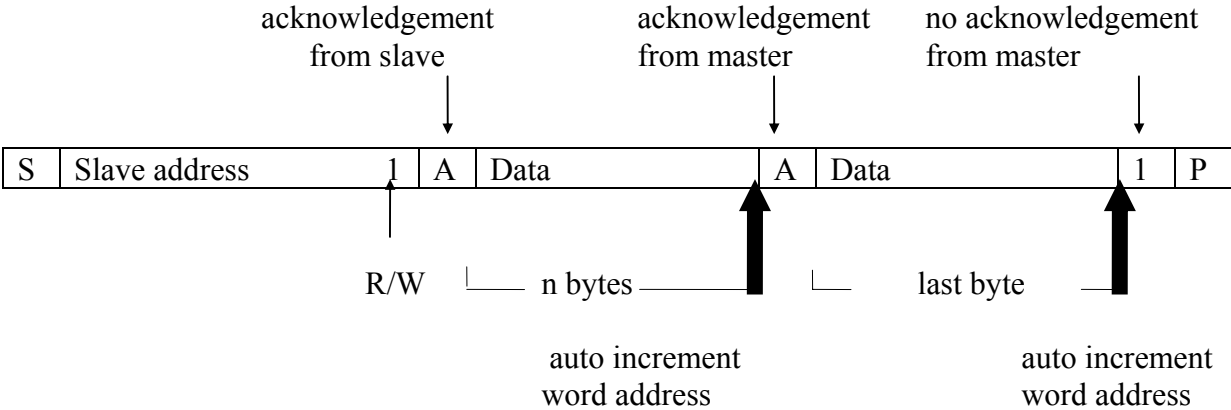 acknowledgement acknowledgement no acknowledgement
from slave from master from master
S Slave address 1 A Data A Data 1 P
R/W n bytes last byte
auto increment auto increment
word address word address